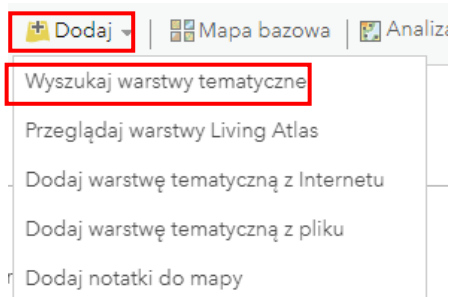 Dodaj Mapa bazowa Analiza
Wyszukaj warstwy tematyczne
Przeglądaj warstwy Living Atlas
Dodaj warstwę tematyczną z Internetu
Dodaj warstwę tematyczną z pliku
Dodaj notatki do mapy